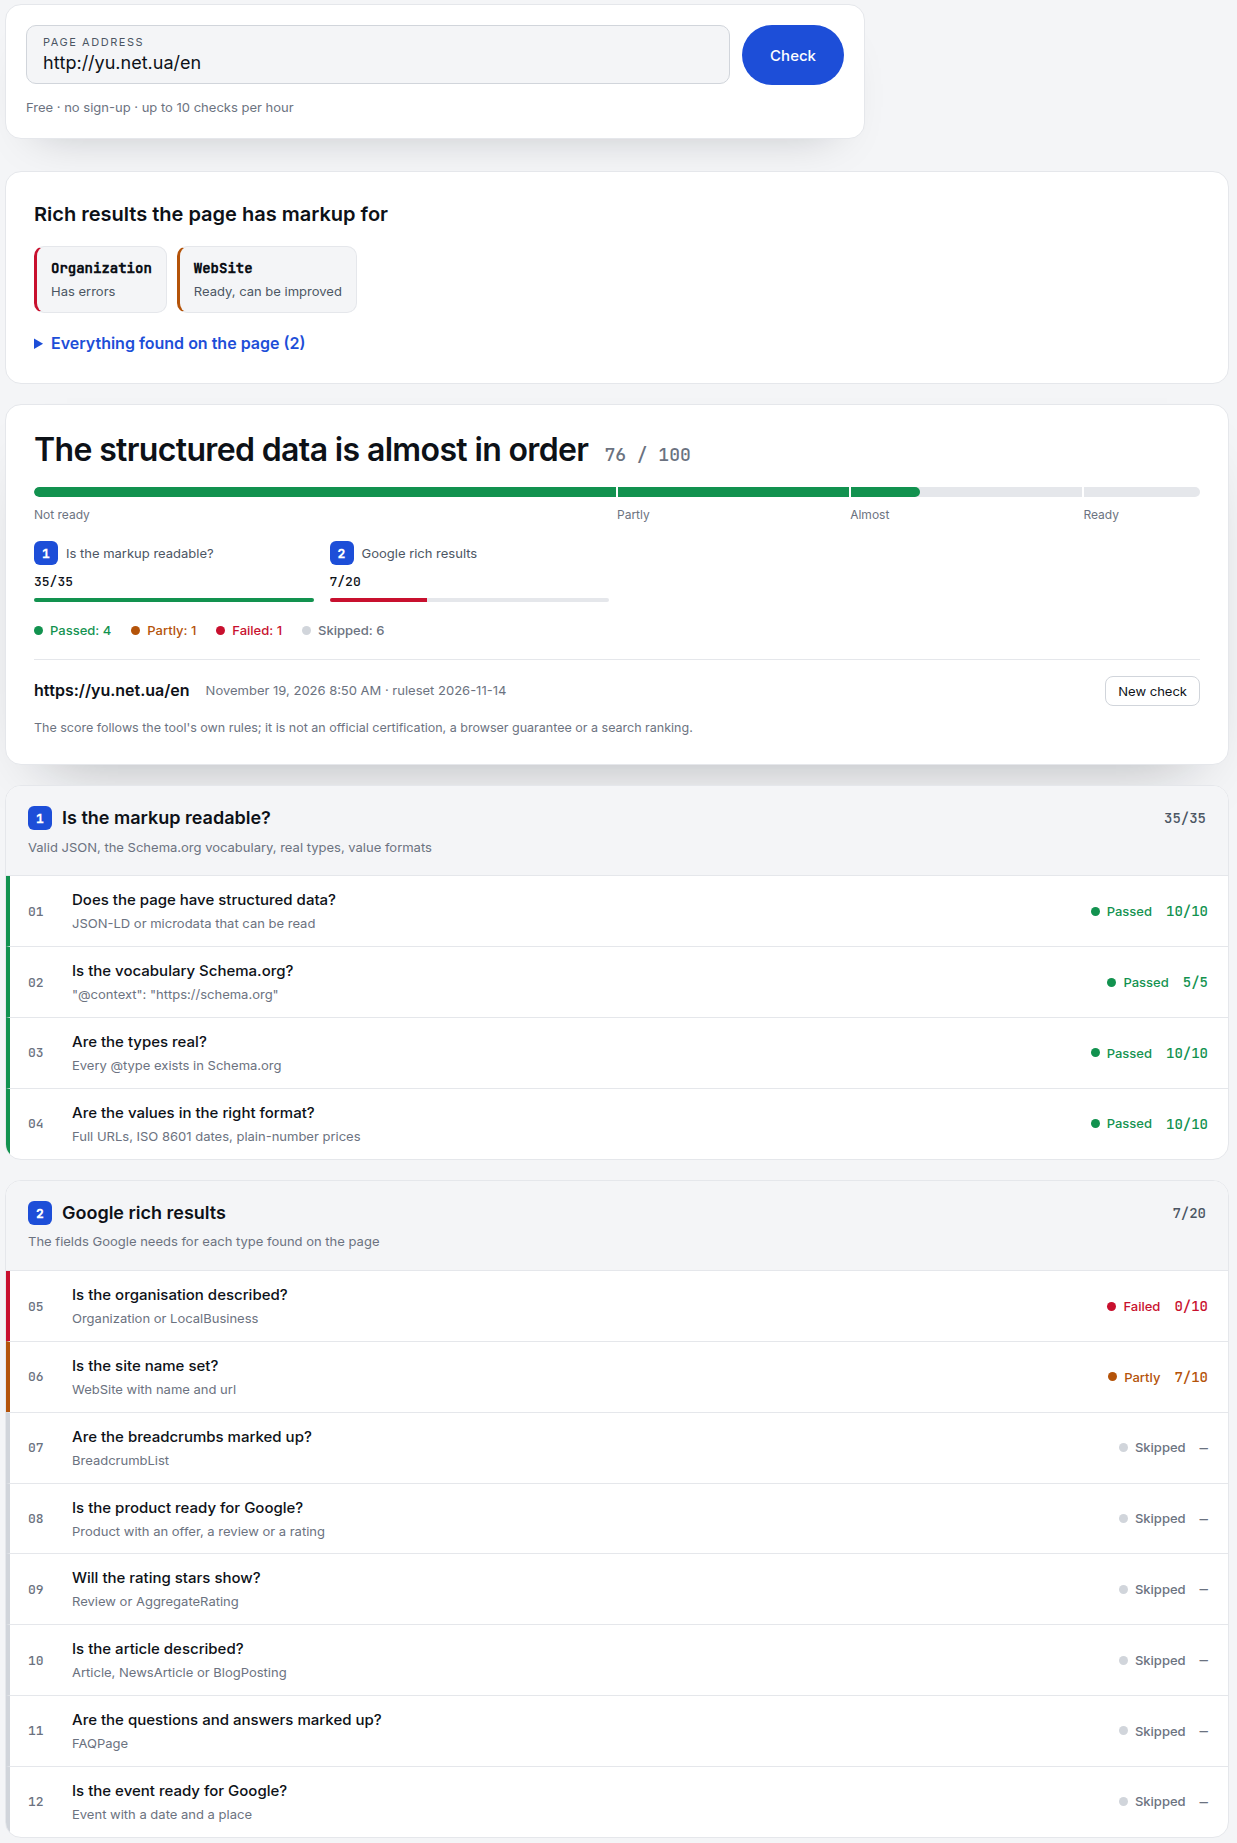 PAGE ADDRESS
http://yu.net.ua/en
Check
Free · no sign-up · up to 10 checks per hour
Rich results the page has markup for
Organization
Has errors
WebSite
Ready, can be improved
Everything found on the page (2)
The structured data is almost in order 76 / 100
Not ready Partly Almost Ready
1 Is the markup readable?
35/35
2 Google rich results
7/20
Passed: 4 Partly: 1 Failed: 1 Skipped: 6
https://yu.net.ua/en November 19, 2026 8:50 AM · ruleset 2026-11-14 New check
The score follows the tool's own rules; it is not an official certification, a browser guarantee or a search ranking.
1 Is the markup readable? 35/35
Valid JSON, the Schema.org vocabulary, real types, value formats
01 Does the page have structured data? Passed 10/10
JSON-LD or microdata that can be read
02 Is the vocabulary Schema.org? Passed 5/5
"@context": "https://schema.org"
03 Are the types real? Passed 10/10
Every @type exists in Schema.org
04 Are the values in the right format? Passed 10/10
Full URLs, ISO 8601 dates, plain-number prices
2 Google rich results 7/20
The fields Google needs for each type found on the page
05 Is the organisation described? Failed 0/10
Organization or LocalBusiness
06 Is the site name set? Partly 7/10
WebSite with name and url
07 Are the breadcrumbs marked up? Skipped –
BreadcrumbList
08 Is the product ready for Google? Skipped –
Product with an offer, a review or a rating
09 Will the rating stars show? Skipped –
Review or AggregateRating
10 Is the article described? Skipped –
Article, NewsArticle or BlogPosting
11 Are the questions and answers marked up? Skipped –
FAQPage
12 Is the event ready for Google? Skipped –
Event with a date and a place